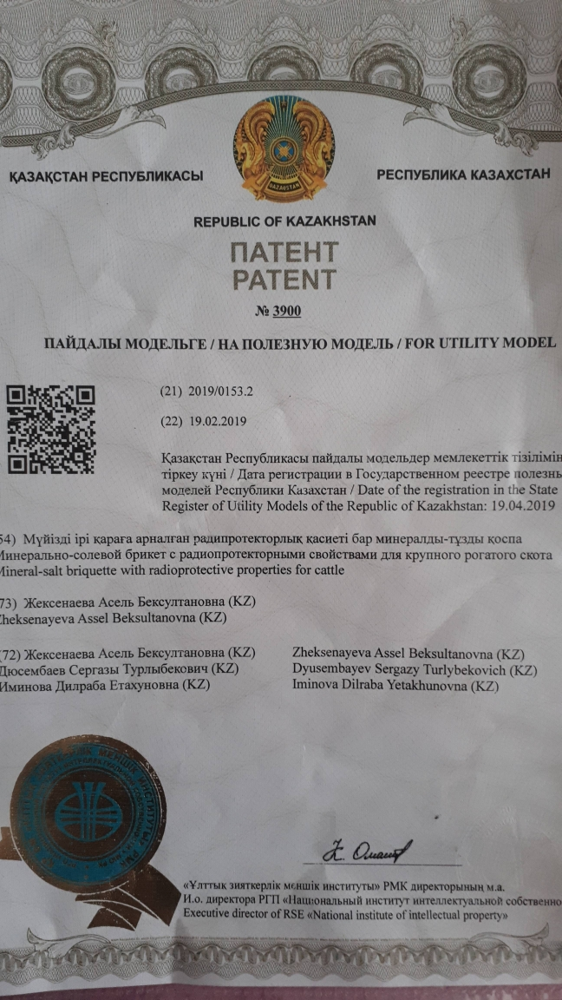 ҚАЗАҚСТАН РЕСПУБЛИКАСЫ
РЕСПУБЛИКА КАЗАХСТАН
QAZAQSTAN
REPUBLIC OF KAZAKHSTAN
ПАТЕНТ
PATENT
№ 3900
ПАЙДАЛЫ МОДЕЛЬГЕ / НА ПОЛЕЗНУЮ МОДЕЛЬ / FOR UTILITY MODEL
(21) 2019/0153.2
(22) 19.02.2019
Қазақстан Республикасы пайдалы модельдер мемлекеттік тізілімін
тіркеу күні / Дата регистрации в Государственном реестре полезны
моделей Республики Казахстан / Date of the registration in the State
Register of Utility Models of the Republic of Kazakhstan: 19.04.2019
54) Мүйізді ірі қараға арналған радипротекторлық қасиеті бар минералды-тұзды қоспа
Минерально-солевой брикет с радиопротекторными свойствами для крупного рогатого скота
Mineral-salt briquette with radioprotective properties for cattle
73) Жексенаева Асель Бексултановна (KZ)
Zheksenayeva Assel Beksultanovna (KZ)
72) Жексенаева Асель Бексултановна (KZ)
Дюсембаев Сергазы Турлыбекович (KZ)
Иминова Дилраба Етахуновна (KZ)
Zheksenayeva Assel Beksultanovna (KZ)
Dyusembayev Sergazy Turlybekovich (KZ)
Iminova Dilraba Yetakhunovna (KZ)
«Ұлттық зияткерлік меншік институты» РМК директорының м.а.
И.о. директора РГП «Национальный институт интеллектуальной собственно
Executive director of RSE «National institute of intellectual property»